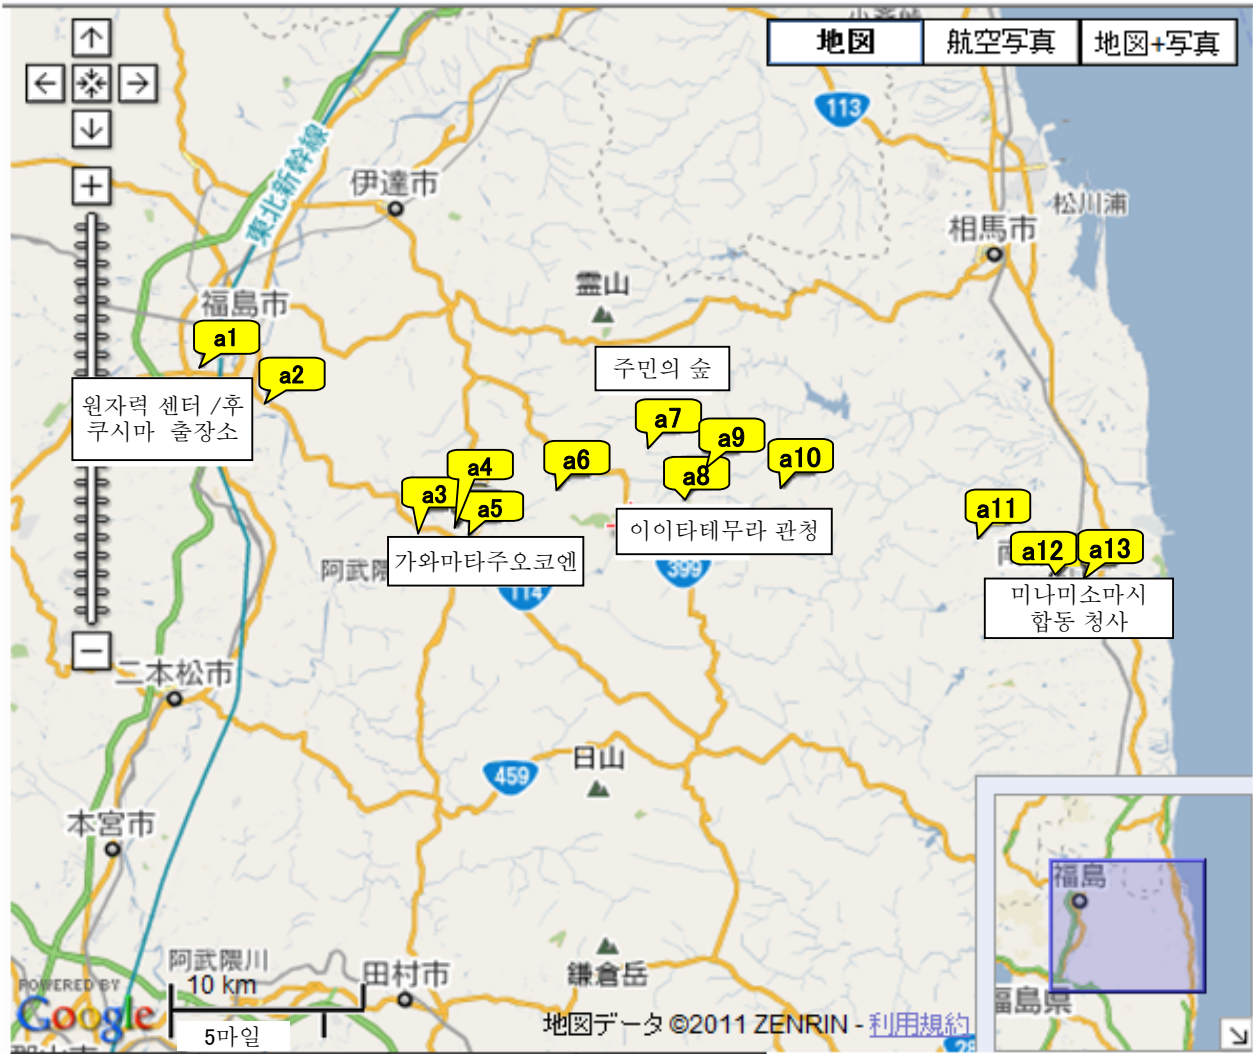 地図
航空写真
地図+写真
113
東北新幹線
伊達市
松川浦
相馬市
霊山
福島市
a1
a2
주민의 숲
원자력 센터 /후
쿠시마 출장소
a7
a9
a4
a6
a8
a10
a3
a5
a11
이이타테무라 관청
a12
a13
가와마타주오코엔
阿武隈
399
114
미나미소마시
합동 청사
二本松市
日山
459
本宮市
福島
阿武隈川
10 km
田村市
鎌倉岳
福島県
POWERED BY
Google
5마일
地図データ ©2011 ZENRIN - 利用規約